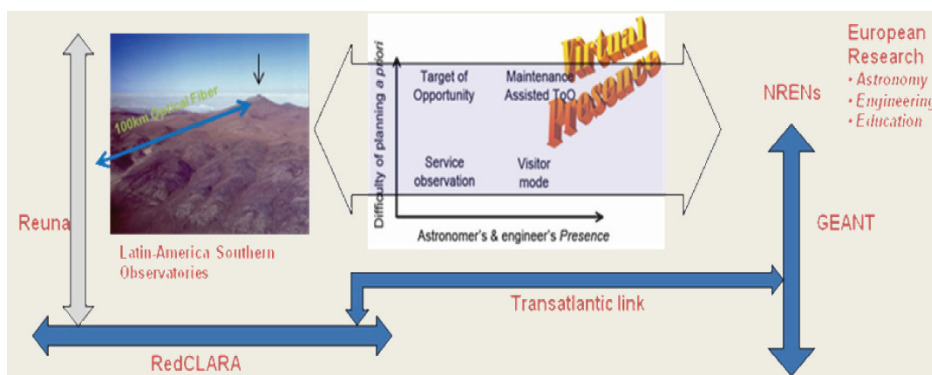 100km Optical Fiber
Reuna
Latin-America Southern
Observatories
RedCLARA
Difficulty of planning a priori
Target of
Opportunity
Maintenance
Assisted ToO
Service
observation
Visitor
mode
Virtual
Presence
Astronomer's & engineer's Presence
Transatlantic link
European
Research
• Astronomy
• Engineering
• Education
NRENs
GEANT